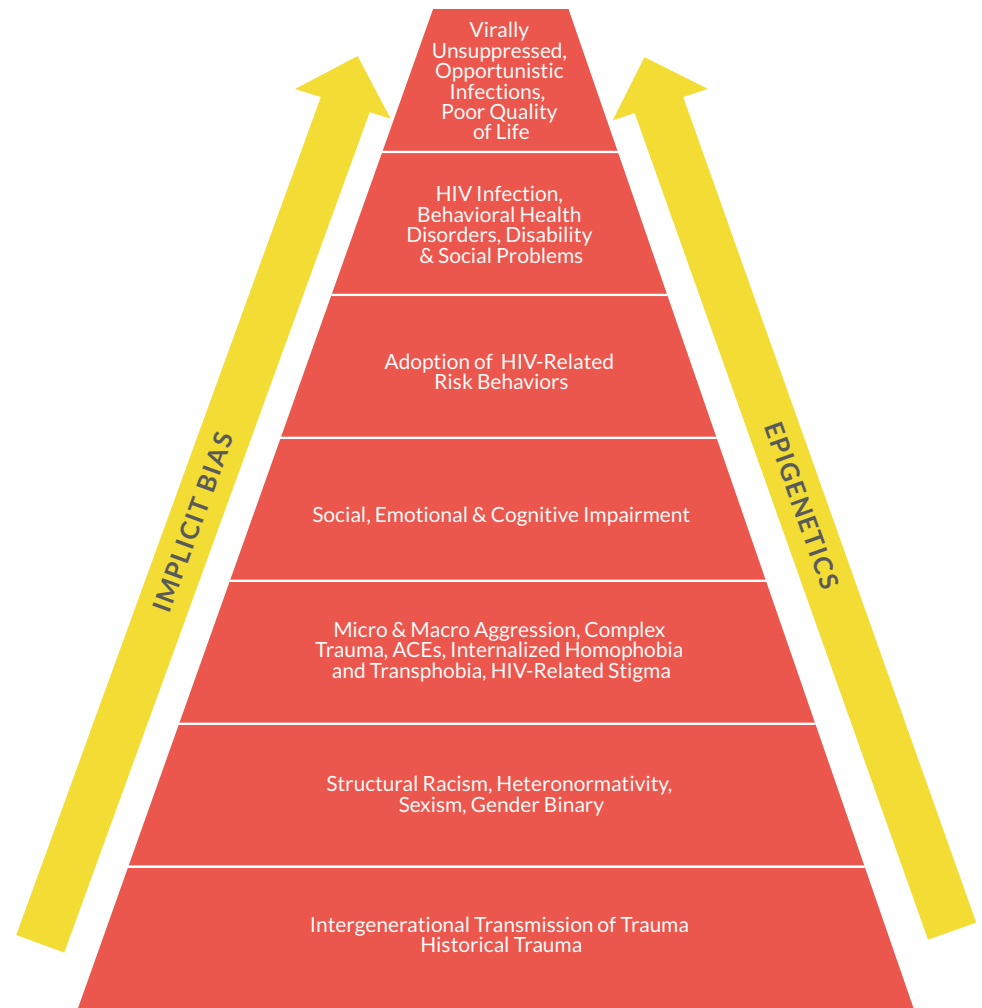 Virally
Unsuppressed,
Opportunistic
Infections,
Poor Quality
of Life
HIV Infection,
Behavioral Health
Disorders, Disability
& Social Problems
Adoption of HIV-Related
Risk Behaviors
IMPLICIT BIAS
EPIGENETICS
Social, Emotional & Cognitive Impairment
Micro & Macro Aggression, Complex
Trauma, ACEs, Internalized Homophobia
and Transphobia, HIV-Related Stigma
Structural Racism, Heteronormativity,
Sexism, Gender Binary
Intergenerational Transmission of Trauma
Historical Trauma